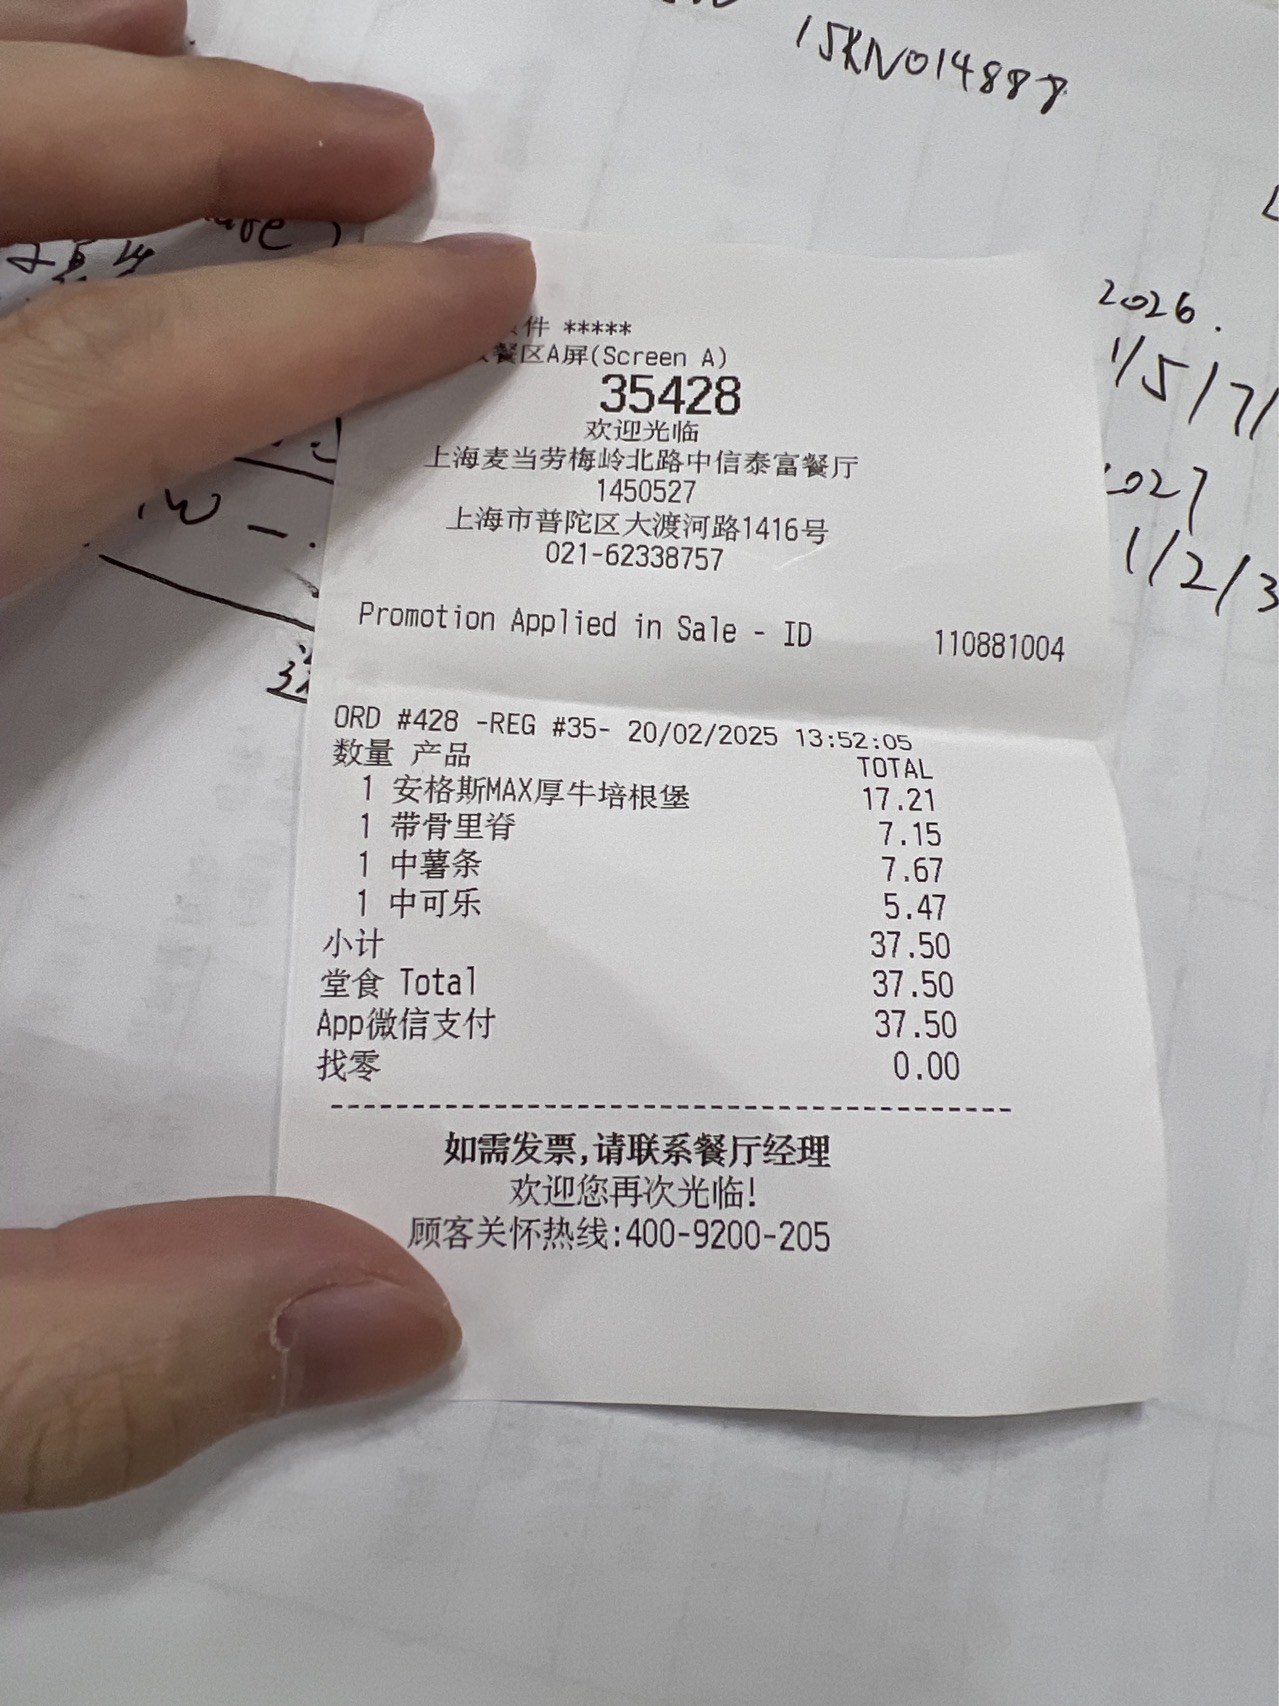 15KN014888
2026.
1/5/7/
2027
1/2/3
件 *****
餐区A屏(Screen A)
35428
欢迎光临
上海麦当劳梅岭北路中信泰富餐厅
1450527
上海市普陀区大渡河路1416号
021-62338757
Promotion Applied in Sale - ID 110881004
ORD #428 -REG #35- 20/02/2025 13:52:05
数量 产品 TOTAL
1 安格斯MAX厚牛培根堡 17.21
1 带骨里脊 7.15
1 中薯条 7.67
1 中可乐 5.47
小计 37.50
堂食 Total 37.50
App微信支付 37.50
找零 0.00
如需发票,请联系餐厅经理
欢迎您再次光临!
顾客关怀热线:400-9200-205